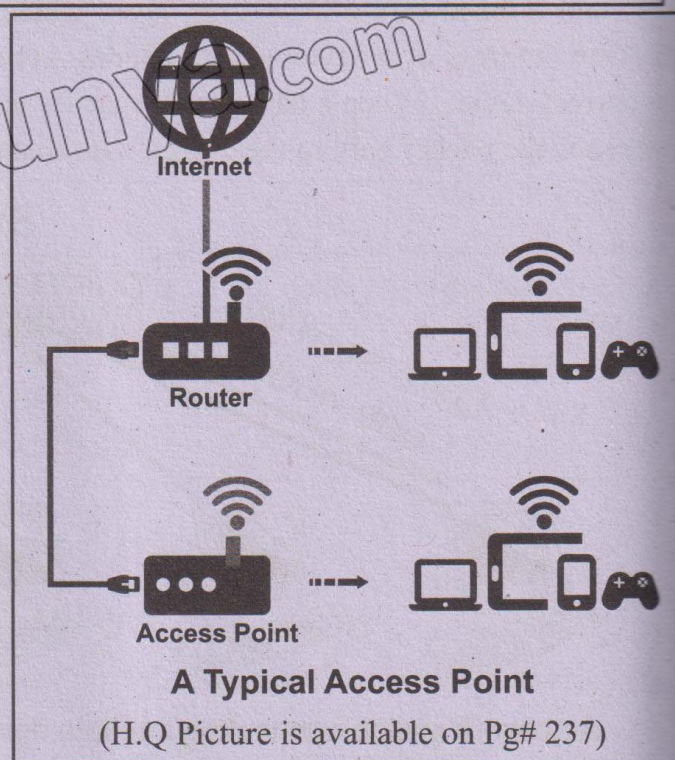 unya.com
Internet
Router
Access Point
A Typical Access Point
(H.Q Picture is available on Pg# 237)